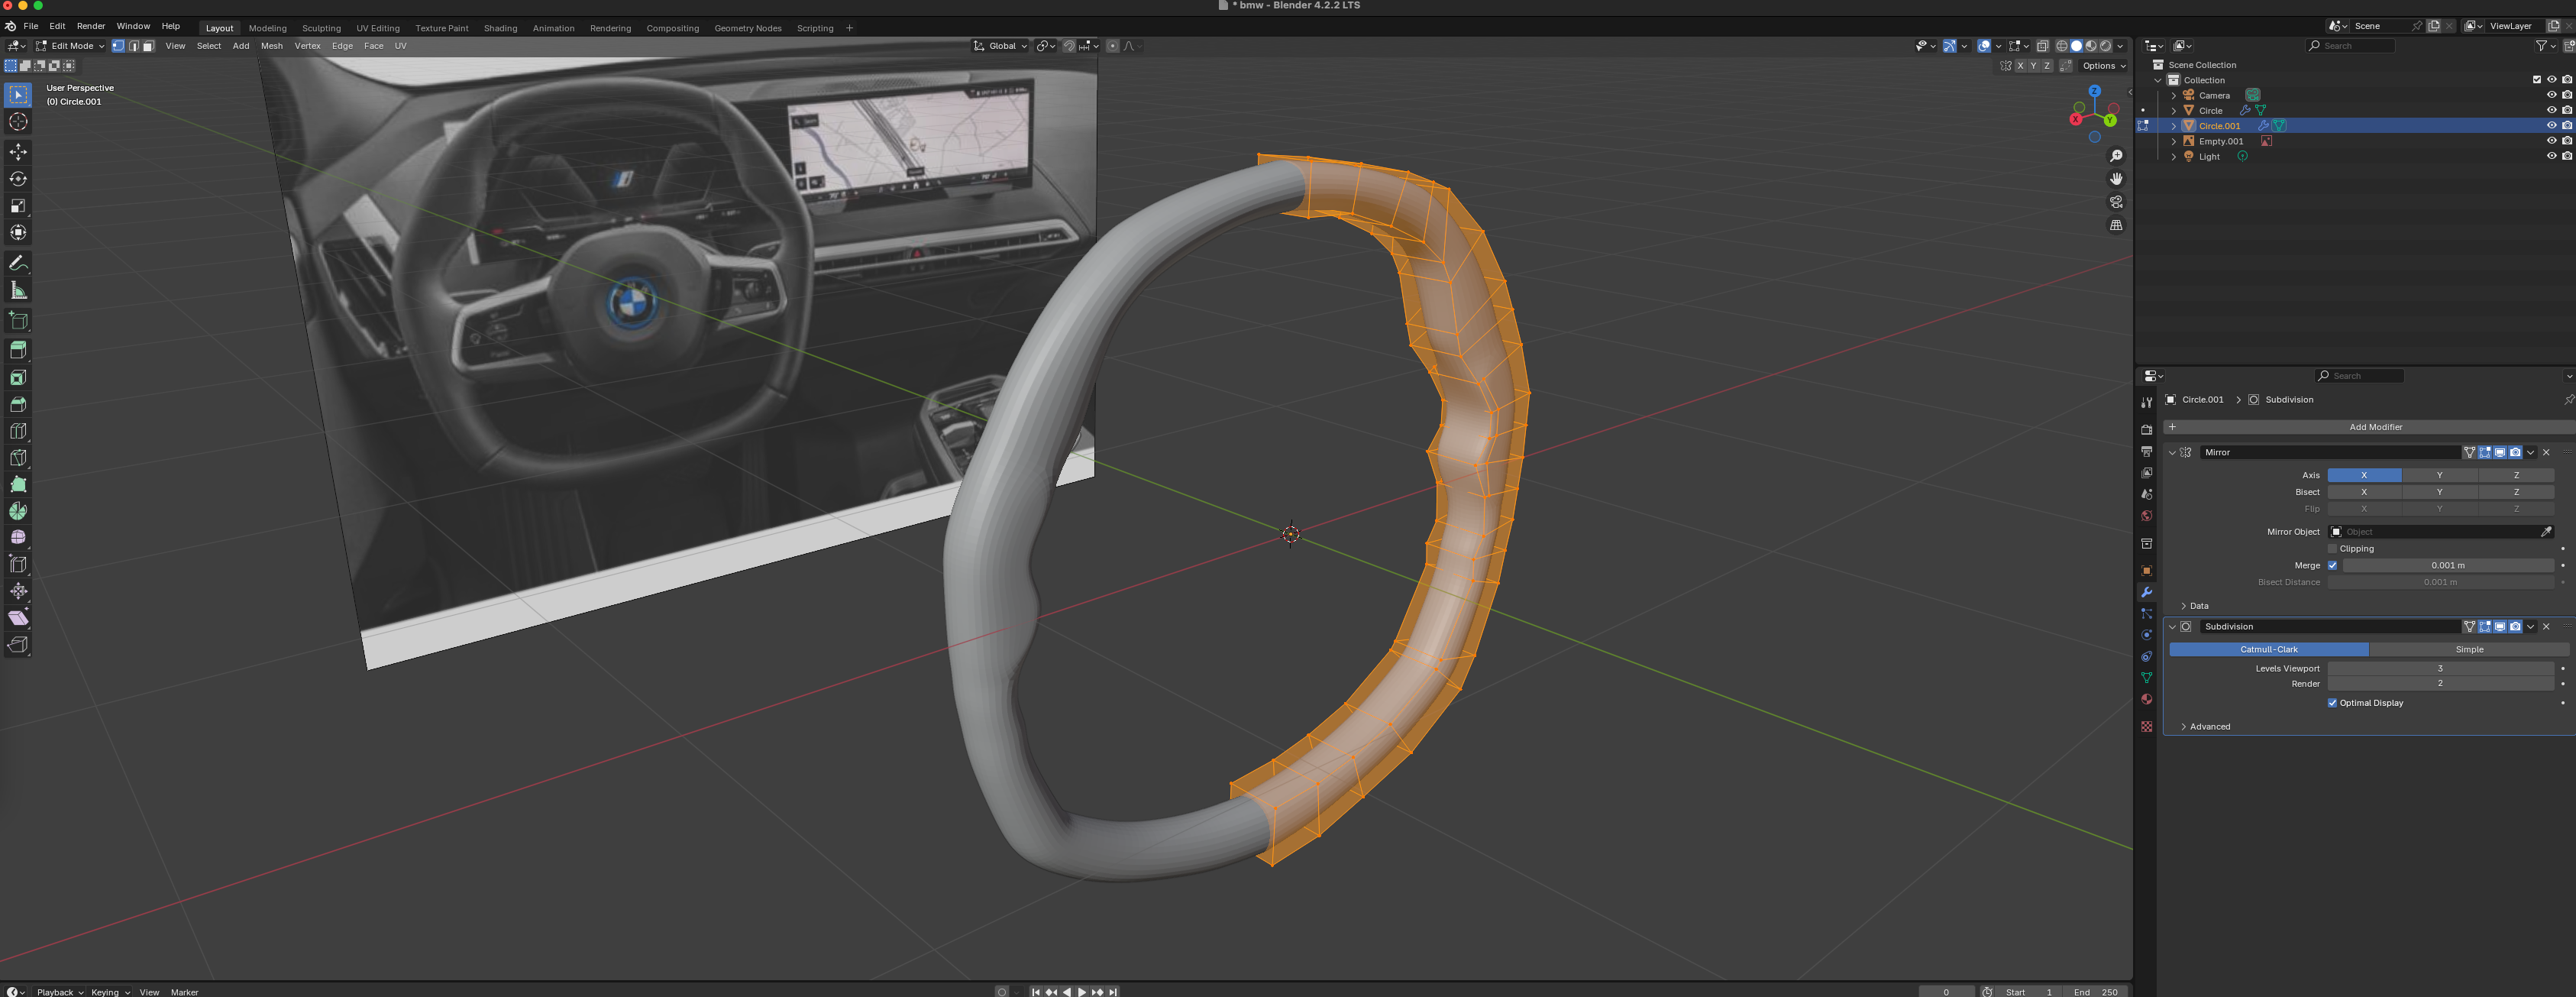 * bmw - Blender 4.2.2 LTS
File Edit Render Window Help Layout Modeling Sculpting UV Editing Texture Paint Shading Animation Rendering Compositing Geometry Nodes Scripting + Scene ViewLayer
Edit Mode View Select Add Mesh Vertex Edge Face UV Global Search
X Y Z Options
User Perspective
(0) Circle.001
Z
X Y
Scene Collection
Collection
Camera
Circle
Circle.001
Empty.001
Light
Search
Circle.001 > Subdivision
+ Add Modifier
Mirror
Axis X Y Z
Bisect X Y Z
Flip X Y Z
Mirror Object Object
Clipping
Merge 0.001 m
Bisect Distance 0.001 m
Data
Subdivision
Catmull-Clark Simple
Levels Viewport 3
Render 2
Optimal Display
Advanced
BMW
Playback Keying View Marker 0 Start 1 End 250